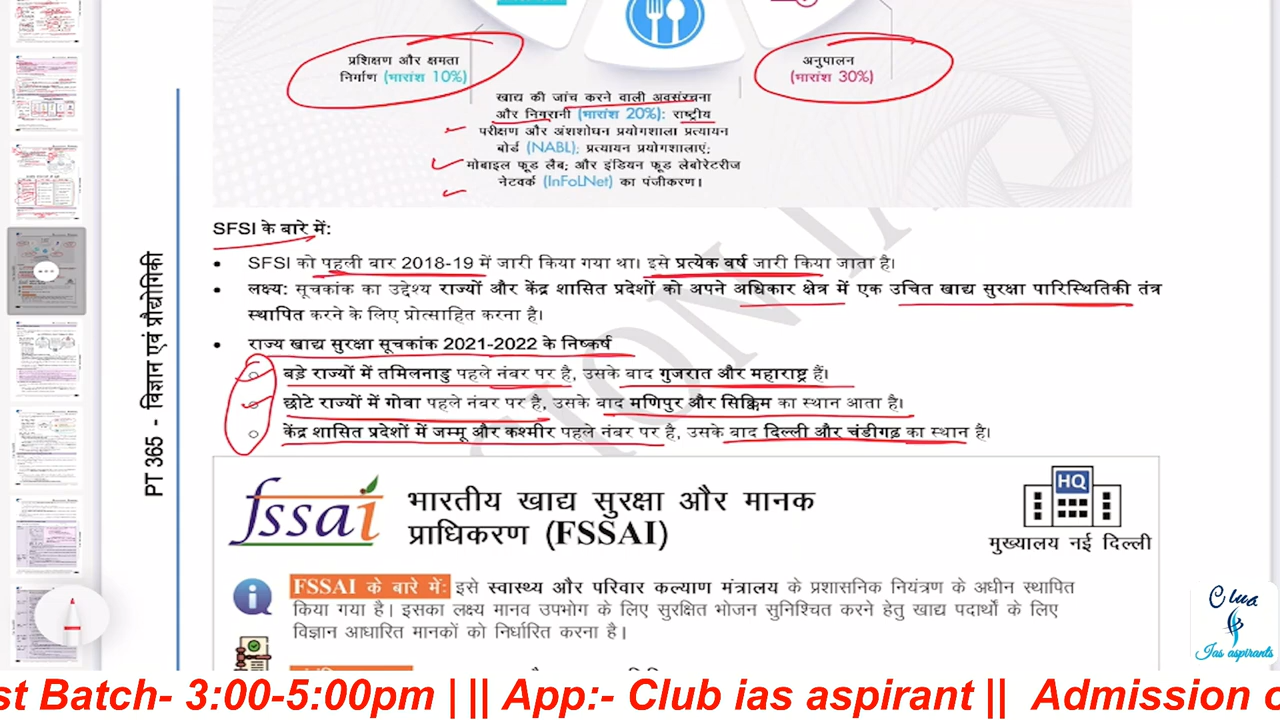 प्रशिक्षण और क्षमता
निर्माण (भारांश 10%)
अनुपालन
(भारांश 30%)
खाद्य की जांच करने वाली अवसंरचना
और निगरानी (भारांश 20%): राष्ट्रीय
परीक्षण और अंशशोधन प्रयोगशाला प्रत्यायन
बोर्ड (NABL); प्रत्यायन प्रयोगशालाएं;
मोबाइल फूड लैब; और इंडियन फूड लेबोरेटरीज
नेटवर्क (InFoLNet) का पंजीकरण।
SFSI के बारे में:
• SFSI को पहली बार 2018-19 में जारी किया गया था। इसे प्रत्येक वर्ष जारी किया जाता है।
• लक्ष्य: सूचकांक का उद्देश्य राज्यों और केंद्र शासित प्रदेशों को अपने अधिकार क्षेत्र में एक उचित खाद्य सुरक्षा पारिस्थितिकी तंत्र
स्थापित करने के लिए प्रोत्साहित करना है।
• राज्य खाद्य सुरक्षा सूचकांक 2021-2022 के निष्कर्ष
○ बड़े राज्यों में तमिलनाडु पहले नंबर पर है, उसके बाद गुजरात और महाराष्ट्र हैं।
○ छोटे राज्यों में गोवा पहले नंबर पर है, उसके बाद मणिपुर और सिक्किम का स्थान आता है।
○ केंद्र शासित प्रदेशों में जम्मू और कश्मीर पहले नंबर पर है, उसके बाद दिल्ली और चंडीगढ़ का स्थान है।
PT 365 - विज्ञान एवं प्रौद्योगिकी
fssai
भारतीय खाद्य सुरक्षा और मानक
प्राधिकरण (FSSAI)
HQ
मुख्यालय नई दिल्ली
FSSAI के बारे में: इसे स्वास्थ्य और परिवार कल्याण मंत्रालय के प्रशासनिक नियंत्रण के अधीन स्थापित
किया गया है। इसका लक्ष्य मानव उपभोग के लिए सुरक्षित भोजन सुनिश्चित करने हेतु खाद्य पदार्थों के लिए
विज्ञान आधारित मानकों को निर्धारित करना है।
Club
Ias aspirants
st Batch- 3:00-5:00pm | || App:- Club ias aspirant || Admission o